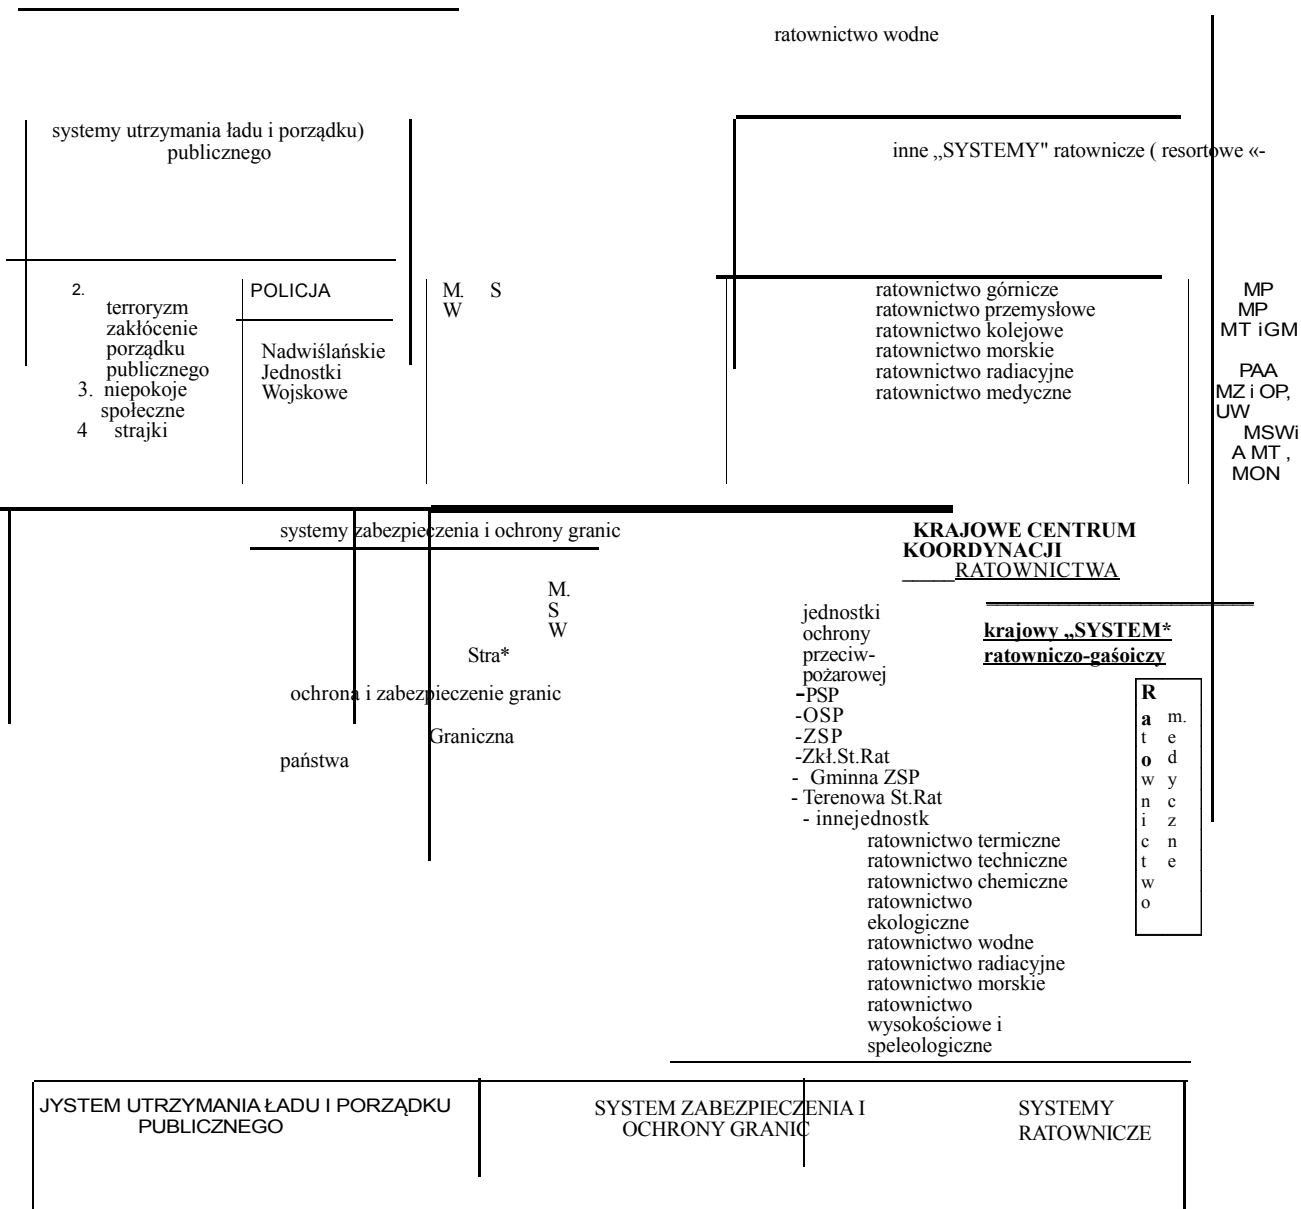 ratownictwo wodne
systemy utrzymania ładu i porządku)
publicznego
inne „SYSTEMY" ratownicze ( resortowe «-
2.
terroryzm
zakłócenie
porządku
publicznego
3. niepokoje
społeczne
4 strajki
POLICJA
Nadwiślańskie
Jednostki
Wojskowe
M. S
W
ratownictwo górnicze
ratownictwo przemysłowe
ratownictwo kolejowe
ratownictwo morskie
ratownictwo radiacyjne
ratownictwo medyczne
MP
MP
MT iGM
PAA
MZ i OP,
UW
MSWi
A MT ,
MON
systemy zabezpieczenia i ochrony granic
M.
S
W
Stra*
ochrona i zabezpieczenie granic
Graniczna
państwa
KRAJOWE CENTRUM
KOORDYNACJI
_____RATOWNICTWA
jednostki
ochrony
przeciw-
pożarowej
-PSP
-OSP
-ZSP
-Zkł.St.Rat
- Gminna ZSP
- Terenowa St.Rat
- innejednostk
krajowy „SYSTEM*
ratowniczo-gaśoiczy
R
a
t
o
w
n
i
c
t
w
o
m.
e
d
y
c
z
n
e
ratownictwo termiczne
ratownictwo techniczne
ratownictwo chemiczne
ratownictwo
ekologiczne
ratownictwo wodne
ratownictwo radiacyjne
ratownictwo morskie
ratownictwo
wysokościowe i
speleologiczne
JYSTEM UTRZYMANIA ŁADU I PORZĄDKU
PUBLICZNEGO
SYSTEM ZABEZPIECZENIA I
OCHRONY GRANIC
SYSTEMY
RATOWNICZE